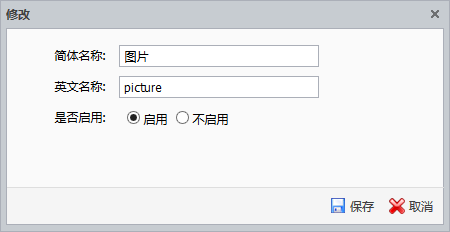 修改
简体名称: 图片
英文名称: picture
是否启用: 启用 不启用
保存 取消